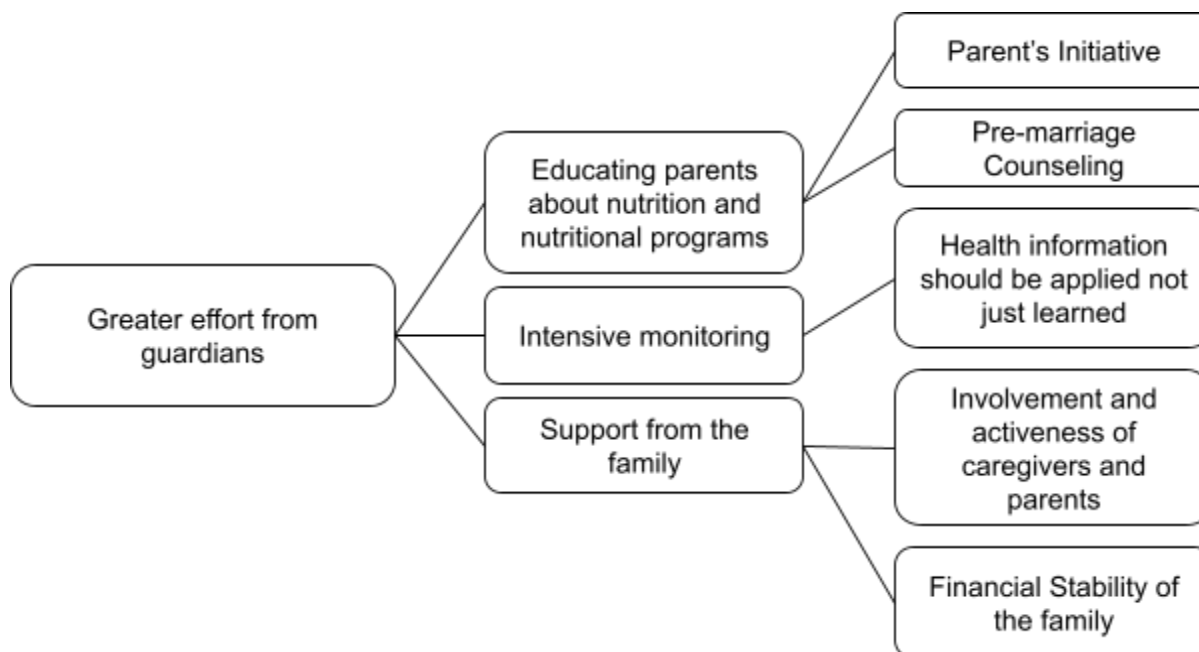 Greater effort from
guardians
Educating parents
about nutrition and
nutritional programs
Intensive monitoring
Support from the
family
Parent's Initiative
Pre-marriage
Counseling
Health information
should be applied not
just learned
Involvement and
activeness of
caregivers and
parents
Financial Stability of
the family